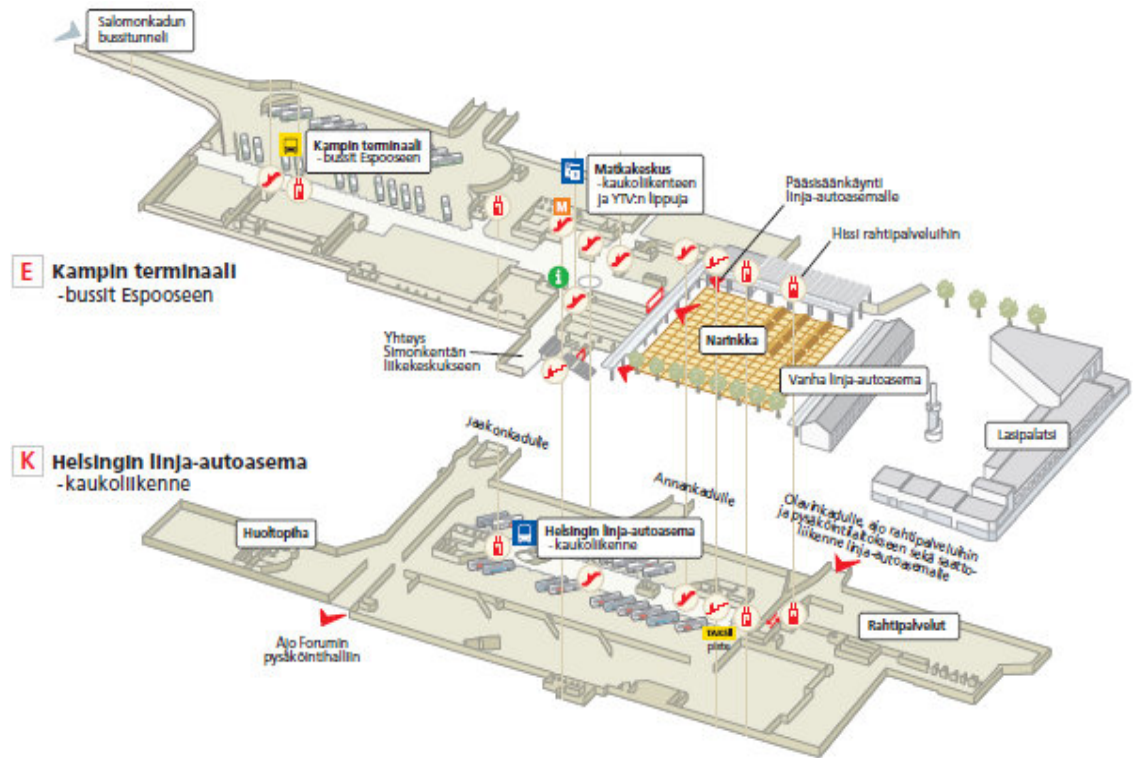 Salomonkadun
bussitunneli
Kampin terminaali
-bussit Espooseen
Matkakeskus
-kaukoliikenteen
ja YTV:n lippuja
Pääsisäänkäynti
linja-autoasemalle
Hissi rahtipalveluihin
M
i
E Kampin terminaali
-bussit Espooseen
Yhteys
Simonkentän
liikekeskukseen
Narinkka
Vanha linja-autoasema
Lasipalatsi
Jaakonkadulle
K Helsingin linja-autoasema
-kaukoliikenne
Annankadulle
Olavinkadulle, ajo rahtipalveluihin
ja pysäköintilaitokseen sekä saatto-
liikenne linja-autoasemalle
Huoltopiha
Helsingin linja-autoasema
-kaukoliikenne
Ajo Forumin
pysäköintihalliin
TAKSI
piste
Rahtipalvelut